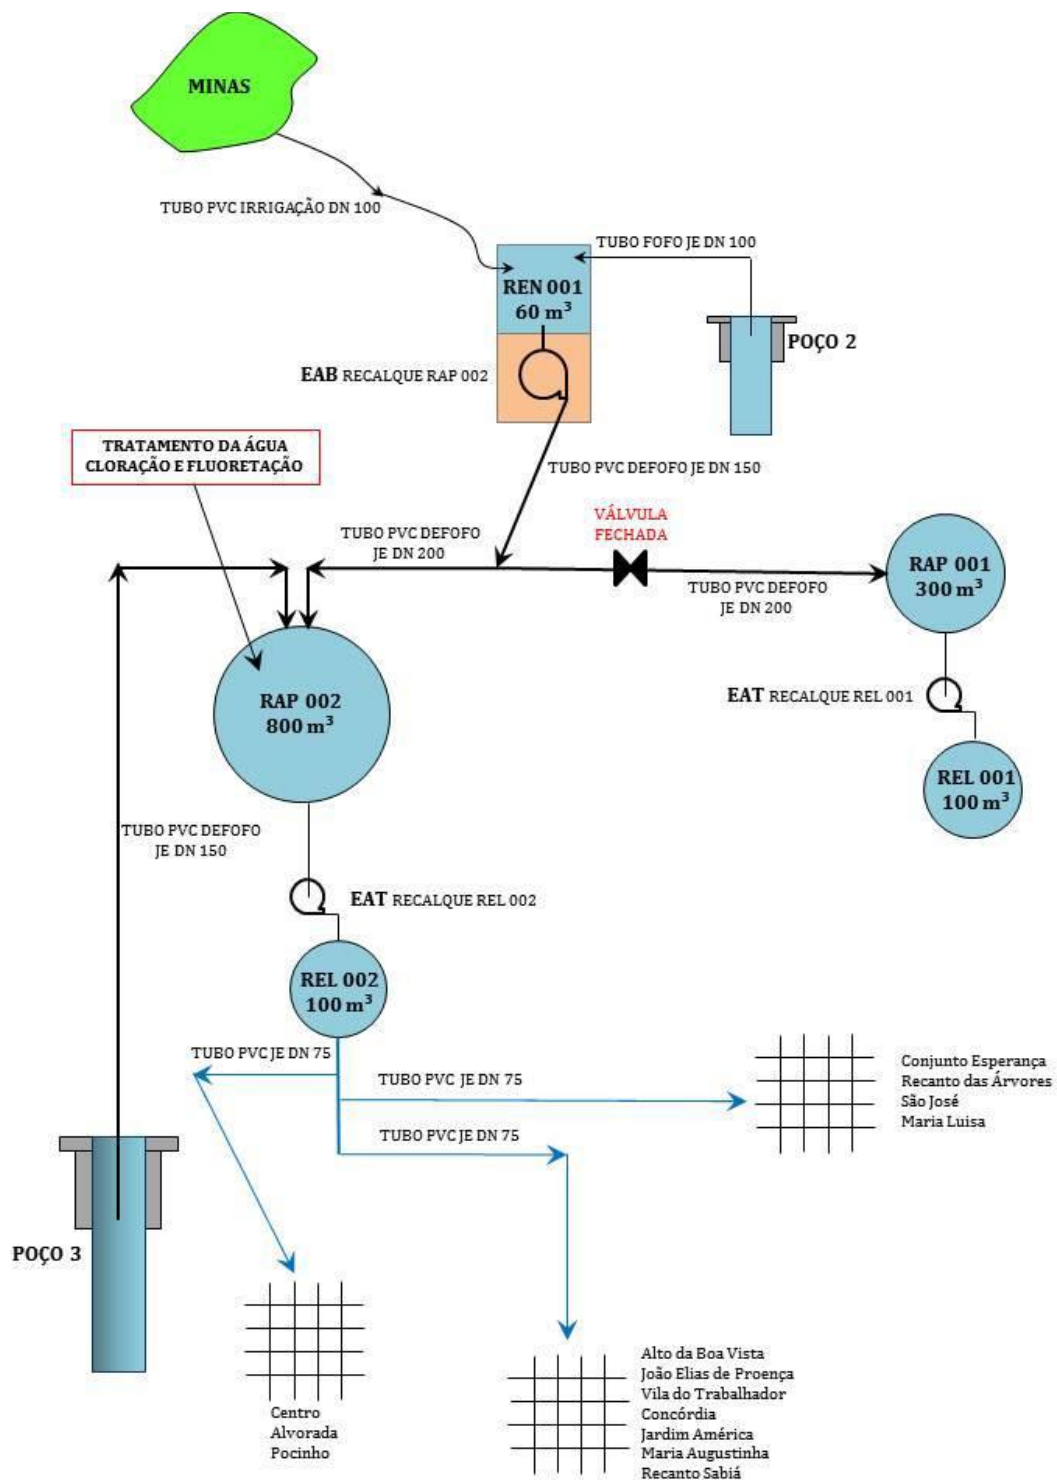 MINAS
TUBO PVC IRRIGAÇÃO DN 100
TUBO FOFO JE DN 100
REN 001
60 m³
POÇO 2
EAB RECALQUE RAP 002
TRATAMENTO DA ÁGUA
CLORAÇÃO E FLUORETAÇÃO
TUBO PVC DEFOFO JE DN 150
VÁLVULA
FECHADA
TUBO PVC DEFOFO
JE DN 200
RAP 001
300 m³
TUBO PVC DEFOFO
JE DN 200
RAP 002
800 m³
EAT RECALQUE REL 001
REL 001
100 m³
TUBO PVC DEFOFO
JE DN 150
EAT RECALQUE REL 002
REL 002
100 m³
TUBO PVC JE DN 75
TUBO PVC JE DN 75
TUBO PVC JE DN 75
Conjunto Esperança
Recanto das Árvores
São José
Maria Luisa
POÇO 3
Centro
Alvorada
Pocinho
Alto da Boa Vista
João Elias de Proença
Vila do Trabalhador
Concórdia
Jardim América
Maria Augustinha
Recanto Sabiá